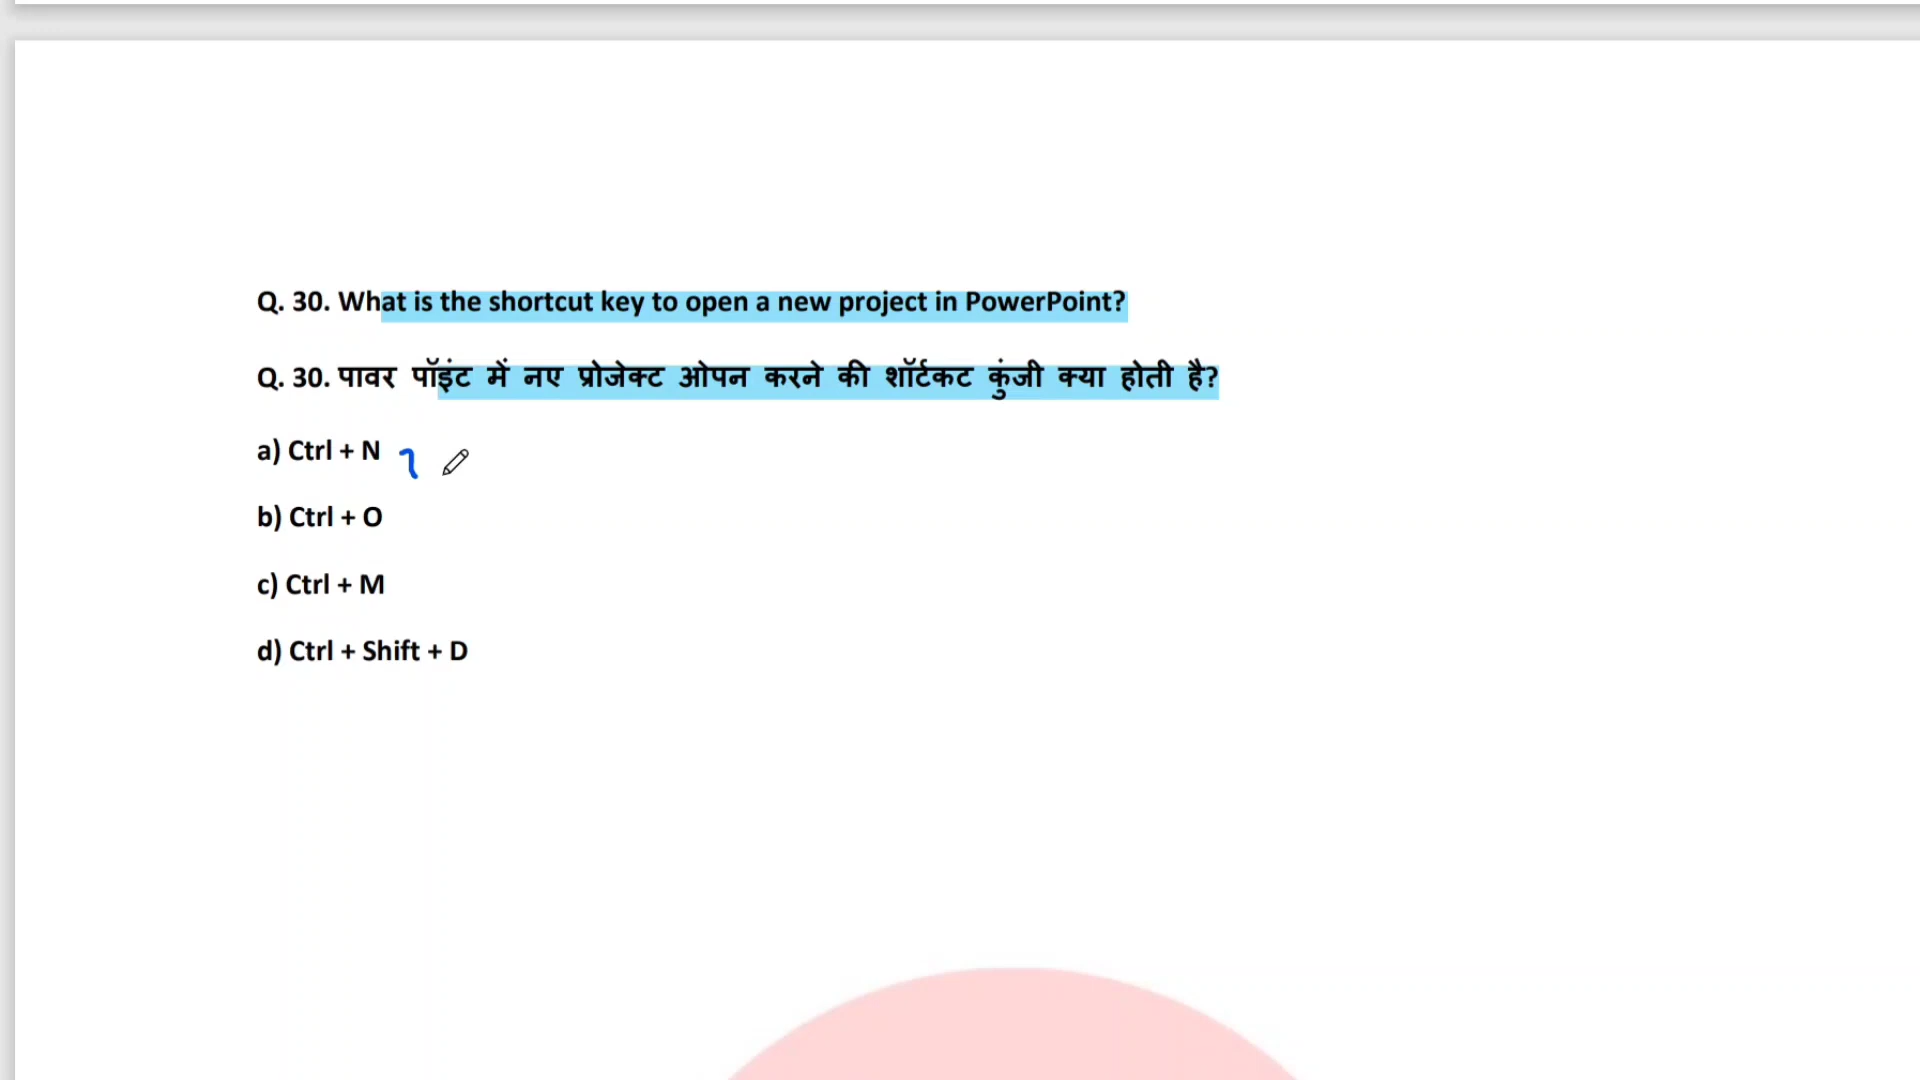 Q. 30. What is the shortcut key to open a new project in PowerPoint?
Q. 30. पावर पॉइंट में नए प्रोजेक्ट ओपन करने की शॉर्टकट कुंजी क्या होती है?
a) Ctrl + N
b) Ctrl + O
c) Ctrl + M
d) Ctrl + Shift + D